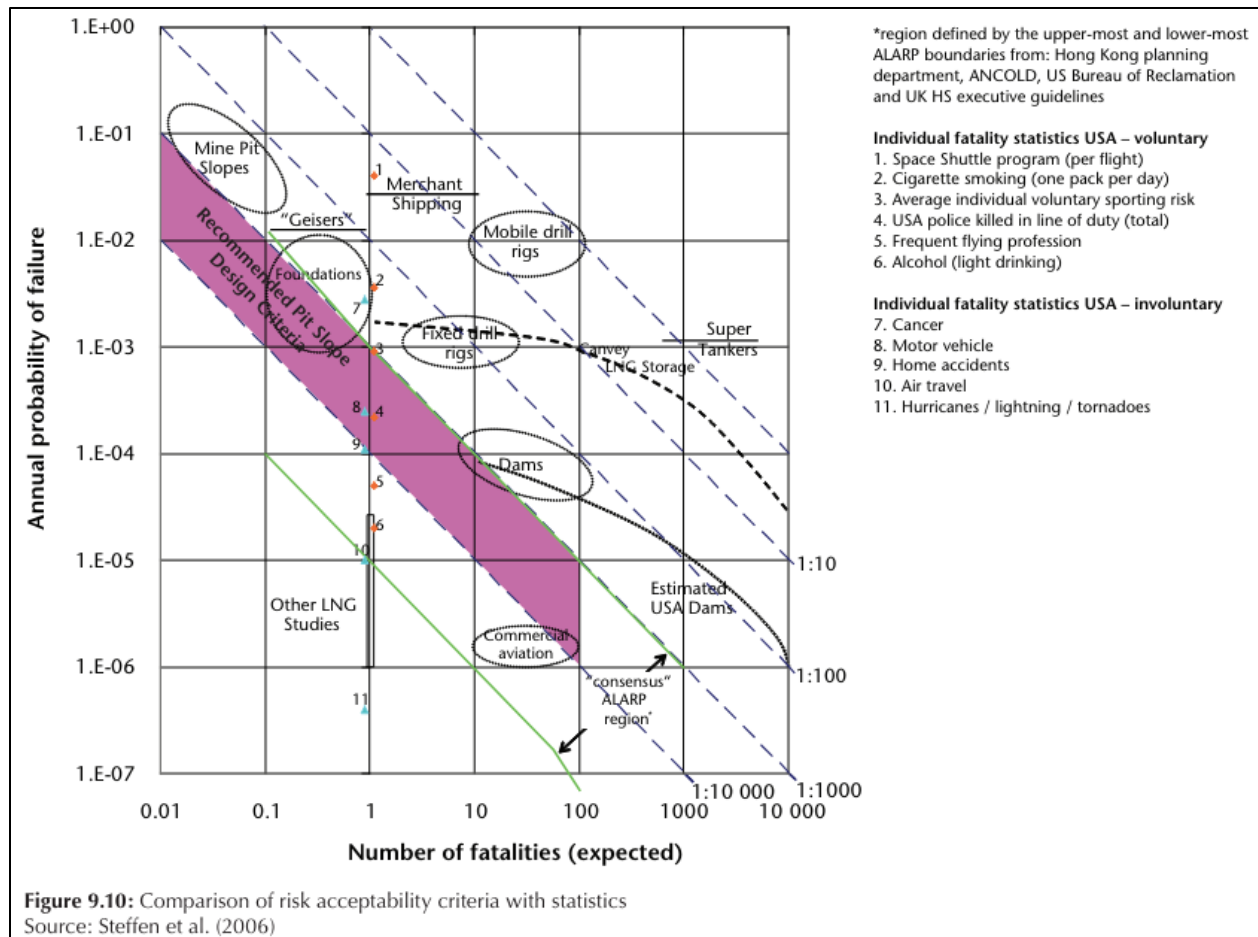 1.E+00
1.E-01
1.E-02
1.E-03
1.E-04
1.E-05
1.E-06
1.E-07
Annual probability of failure
0.01
0.1
1
10
100
1000
10 000
Number of fatalities (expected)
Mine Pit
Slopes
"Geisers"
Foundations
Recommended Pit Slope
Design Criteria
Merchant
Shipping
Mobile drill
rigs
Fixed drill
rigs
Canvey
LNG Storage
Super
Tankers
Dams
Estimated
USA Dams
Other LNG
Studies
Commercial
aviation
"consensus"
ALARP
region*
1
2
7
3
8
4
9
5
6
10
11
1:10
1:100
1:1000
1:10 000
*region defined by the upper-most and lower-most
ALARP boundaries from: Hong Kong planning
department, ANCOLD, US Bureau of Reclamation
and UK HS executive guidelines
Individual fatality statistics USA – voluntary
1. Space Shuttle program (per flight)
2. Cigarette smoking (one pack per day)
3. Average individual voluntary sporting risk
4. USA police killed in line of duty (total)
5. Frequent flying profession
6. Alcohol (light drinking)
Individual fatality statistics USA – involuntary
7. Cancer
8. Motor vehicle
9. Home accidents
10. Air travel
11. Hurricanes / lightning / tornadoes
Figure 9.10: Comparison of risk acceptability criteria with statistics
Source: Steffen et al. (2006)